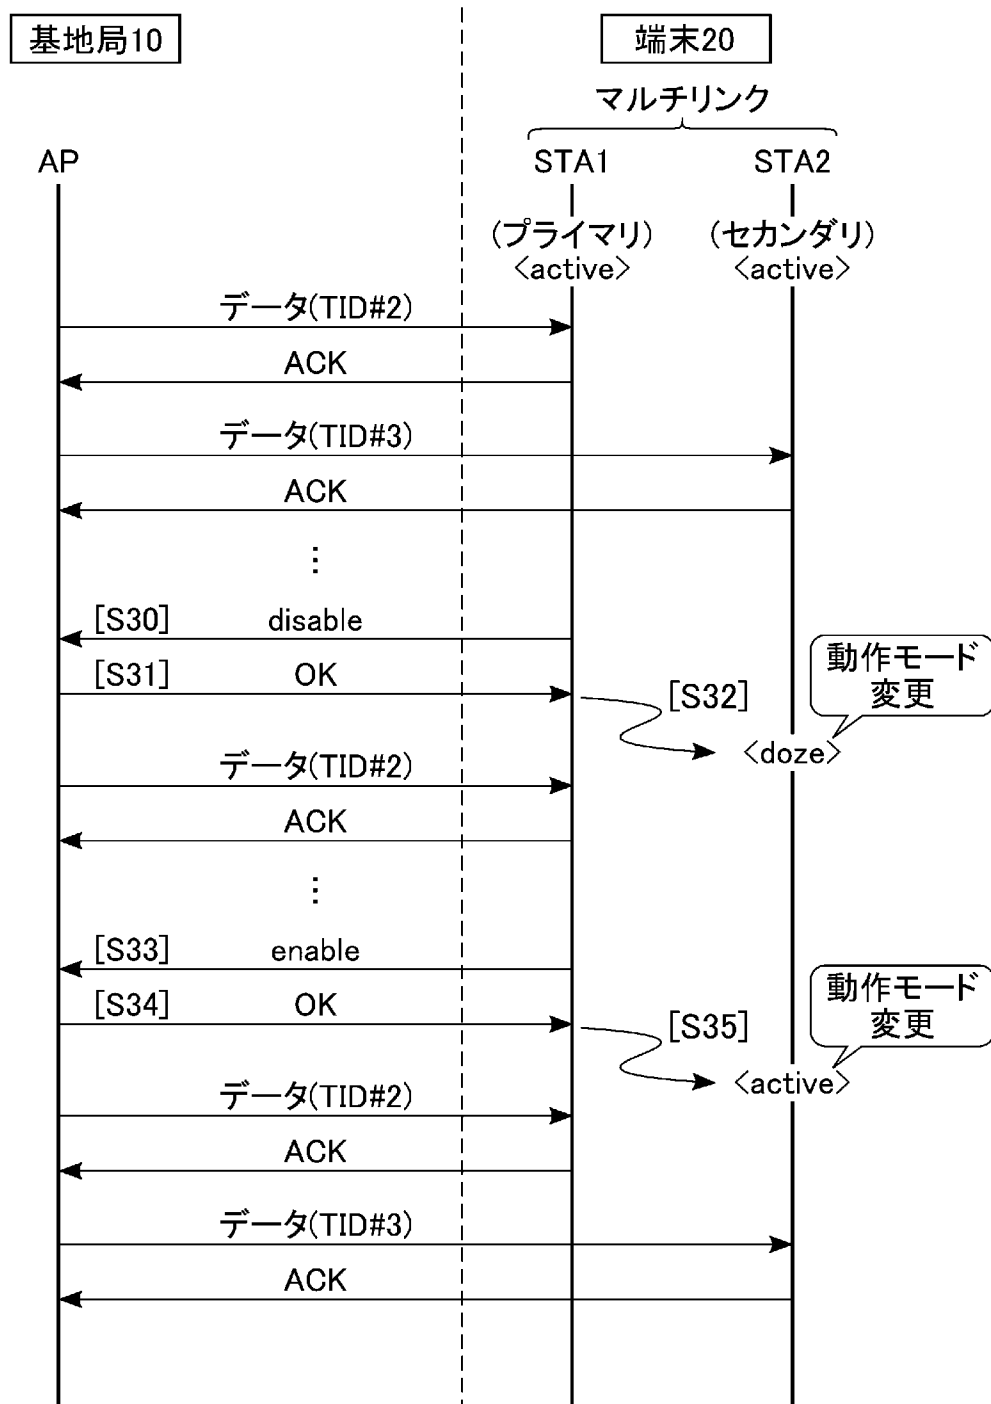 基地局10
端末20
マルチリンク
AP
STA1
STA2
(プライマリ)
(セカンダリ)
<active>
<active>
データ(TID#2)
ACK
データ(TID#3)
ACK
⋮
[S30] disable
[S31] OK
[S32]
動作モード
変更
<doze>
データ(TID#2)
ACK
⋮
[S33] enable
[S34] OK
[S35]
動作モード
変更
<active>
データ(TID#2)
ACK
データ(TID#3)
ACK